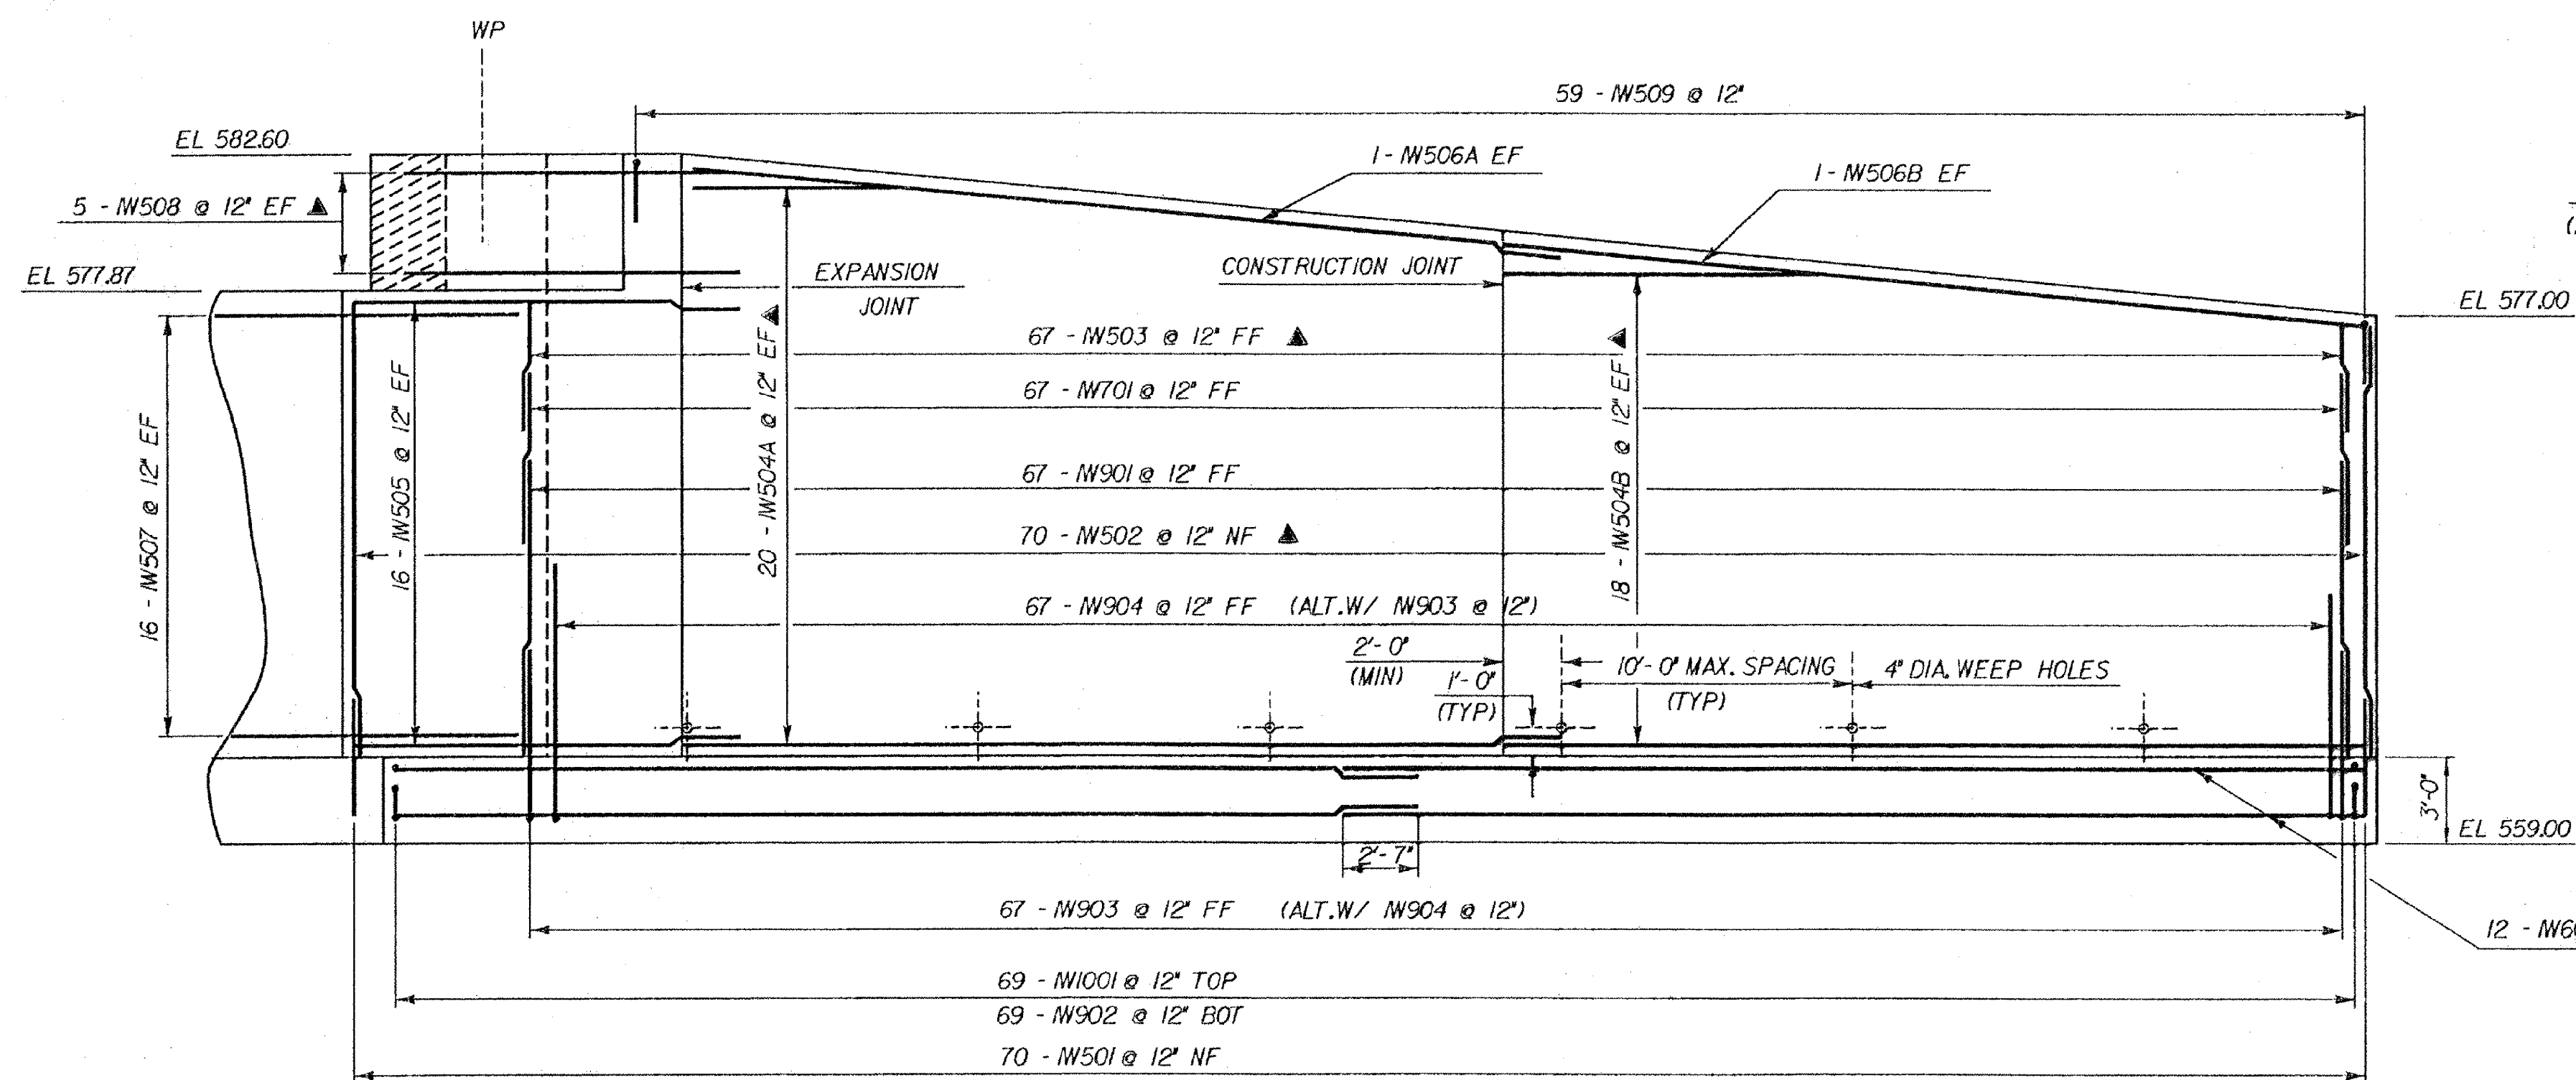 WP
59 - IW509 @ 12"
EL 582.60
1 - IW506A EF
1 - IW506B EF
5 - IW508 @ 12" EF ▲
EL 577.87
EXPANSION
JOINT
CONSTRUCTION JOINT
EL 577.00
16 - IW507 @ 12" EF
16 - IW505 @ 12" EF
20 - IW504A @ 12" EF ▲
18 - IW504B @ 12" EF ▲
67 - IW503 @ 12" FF ▲
67 - IW701 @ 12" FF
67 - IW901 @ 12" FF
70 - IW502 @ 12" NF ▲
67 - IW904 @ 12" FF (ALT. W/ IW903 @ 12")
2'-0"
(MIN)
1'-0"
(TYP)
10'-0" MAX. SPACING
(TYP)
4" DIA. WEEP HOLES
3'-0"
EL 559.00
2'-7"
67 - IW903 @ 12" FF (ALT. W/ IW904 @ 12")
12 -
69 - IW1001 @ 12" TOP
69 - IW902 @ 12" BOT
70 - IW501 @ 12" NF